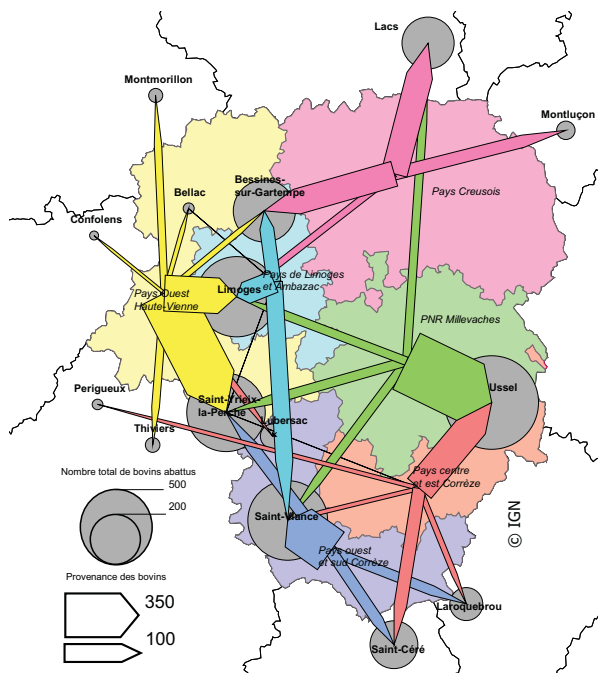 Lacs
Montmorillon
Montluçon
Bessines-
sur-Gartempe
Pays Creusois
Bellac
Confolens
Pays de Limoges
et Ambazac
Limoges
Pays Ouest
Haute-Vienne
PNR Millevaches
Ussel
Perigueux
Saint-Yrieix
la-Perche
Lubersac
Thiviers
Pays centre
et est Corrèze
Nombre total de bovins abattus
500
200
Saint-Viance
© IGN
Pays ouest
et sud Corrèze
Provenance des bovins
350
100
Laroquebrou
Saint-Céré